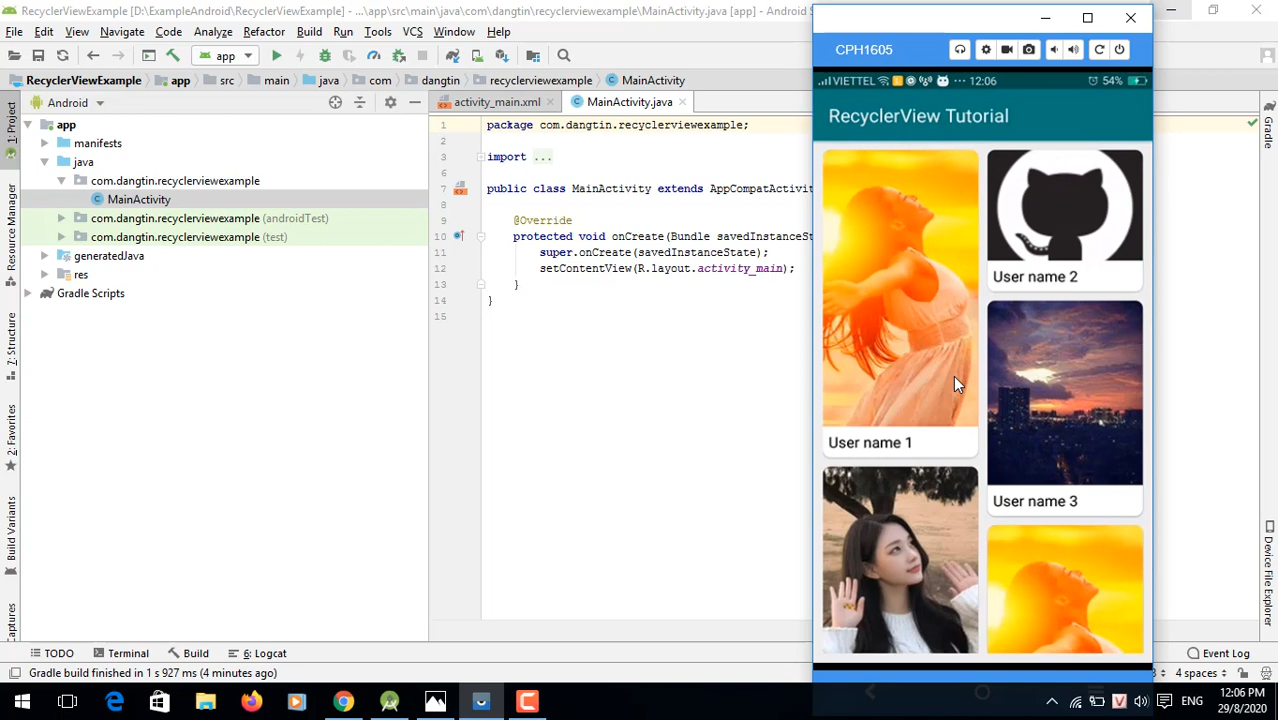 RecyclerViewExample [D:\ExampleAndroid\RecyclerViewExample] - ...\app\src\main\java\com\dangtin\recyclerviewexample\MainActivity.java [app] - Android S
File Edit View Navigate Code Analyze Refactor Build Run Tools VCS Window Help
app
RecyclerViewExample app src main java com dangtin recyclerviewexample MainActivity
Android
activity_main.xml MainActivity.java
1: Project
Resource Manager
7: Structure
2: Favorites
Build Variants
aptures
app
manifests
java
com.dangtin.recyclerviewexample
MainActivity
com.dangtin.recyclerviewexample (androidTest)
com.dangtin.recyclerviewexample (test)
generatedJava
res
Gradle Scripts
1 package com.dangtin.recyclerviewexample;
2
3 import ...
6
7 public class MainActivity extends AppCompatActivit
8
9 @Override
10 protected void onCreate(Bundle savedInstanceSt
11 super.onCreate(savedInstanceState);
12 setContentView(R.layout.activity_main);
13 }
14 }
15
CPH1605
VIETTEL ... 12:06 54%
RecyclerView Tutorial
User name 2
User name 1
User name 3
Gradle
Device File Explorer
TODO Terminal Build 6: Logcat Event Log
Gradle build finished in 1 s 927 ms (4 minutes ago) 4 spaces
V ENG 12:06 PM
29/8/2020